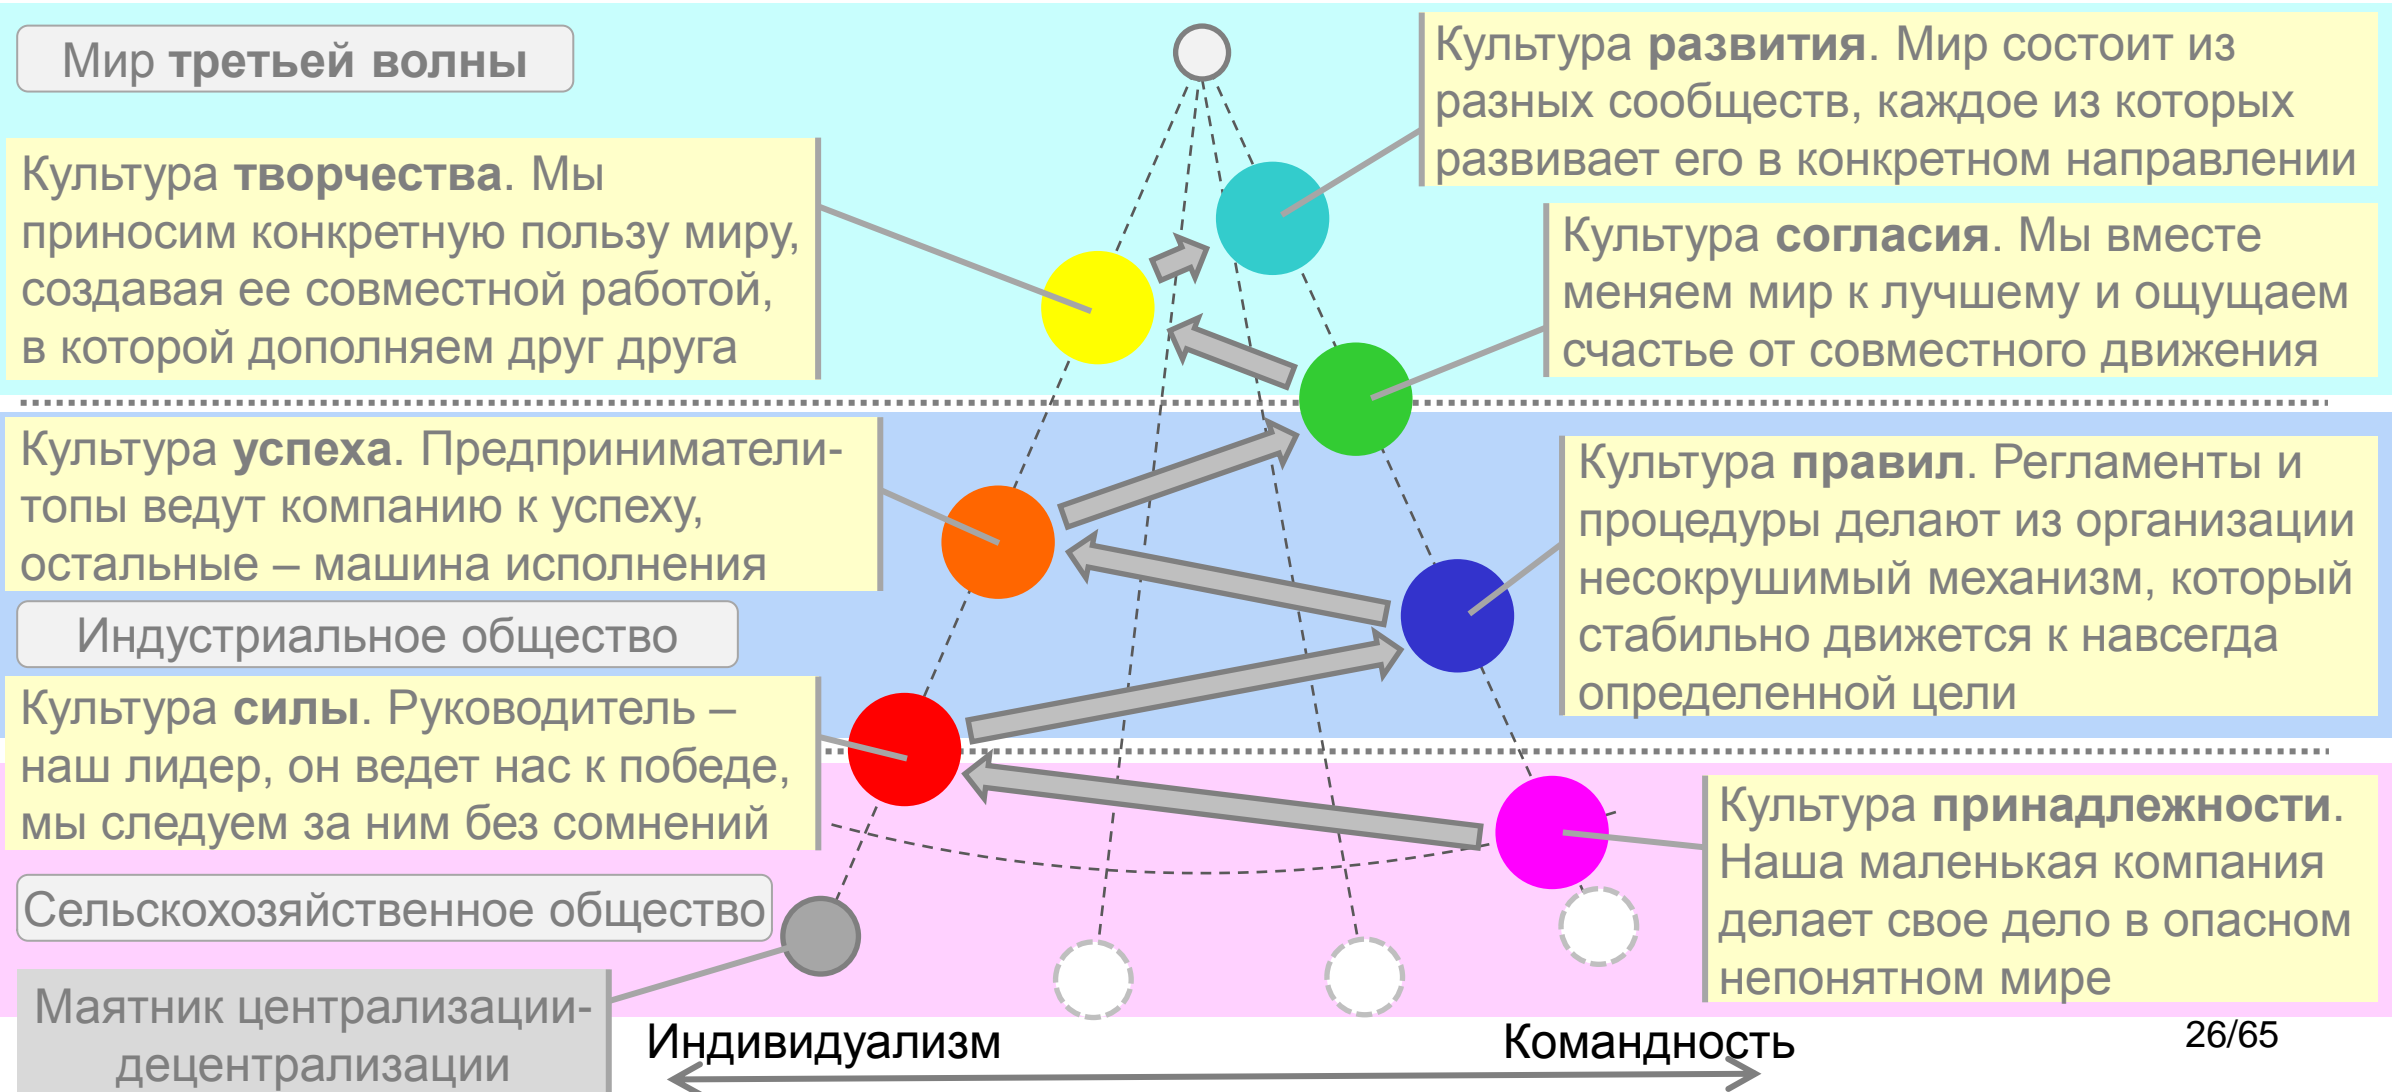 Мир третьей волны
Культура развития. Мир состоит из
разных сообществ, каждое из которых
развивает его в конкретном направлении
Культура творчества. Мы
приносим конкретную пользу миру,
создавая ее совместной работой,
в которой дополняем друг друга
Культура согласия. Мы вместе
меняем мир к лучшему и ощущаем
счастье от совместного движения
Культура успеха. Предприниматели-
топы ведут компанию к успеху,
остальные – машина исполнения
Культура правил. Регламенты и
процедуры делают из организации
несокрушимый механизм, который
стабильно движется к навсегда
определенной цели
Индустриальное общество
Культура силы. Руководитель –
наш лидер, он ведет нас к победе,
мы следуем за ним без сомнений
Культура принадлежности.
Наша маленькая компания
делает свое дело в опасном
непонятном мире
Сельскохозяйственное общество
Маятник централизации-
децентрализации
Индивидуализм
Командность
26/65